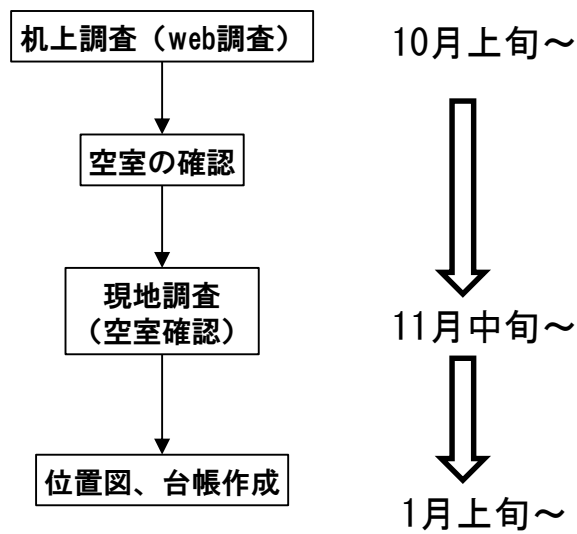 机上調査（web調査）
10月上旬～
空室の確認
現地調査
（空室確認）
11月中旬～
位置図、台帳作成
1月上旬～